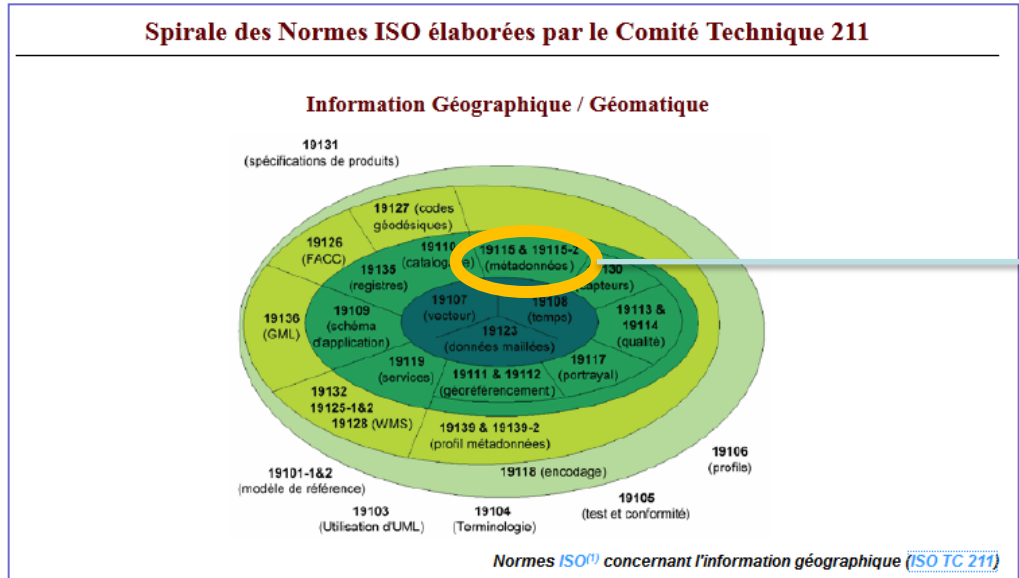 Spirale des Normes ISO élaborées par le Comité Technique 211
Information Géographique / Géomatique
19131
(spécifications de produits)
19127 (codes
géodésiques)
19126
(FACC)
19110
(catalogage)
19115 & 19115-2
(métadonnées)
19135
(registres)
130
capteurs)
19107
(vecteur)
19108
(temps)
19136
(GML)
19109
(schéma
d'application)
19113 &
19114
(qualité)
19123
(données maillées)
19119
(services)
19117
(portrayal)
19111 & 19112
(géoréférencement)
19132
19125-1&2
19128 (WMS)
19139 & 19139-2
(profil métadonnées)
19106
(profils)
19118 (encodage)
19101-1&2
(modèle de référence)
19105
(test et conformité)
19103
(Utilisation d'UML)
19104
(Terminologie)
Normes ISO(1) concernant l'information géographique (ISO TC 211)